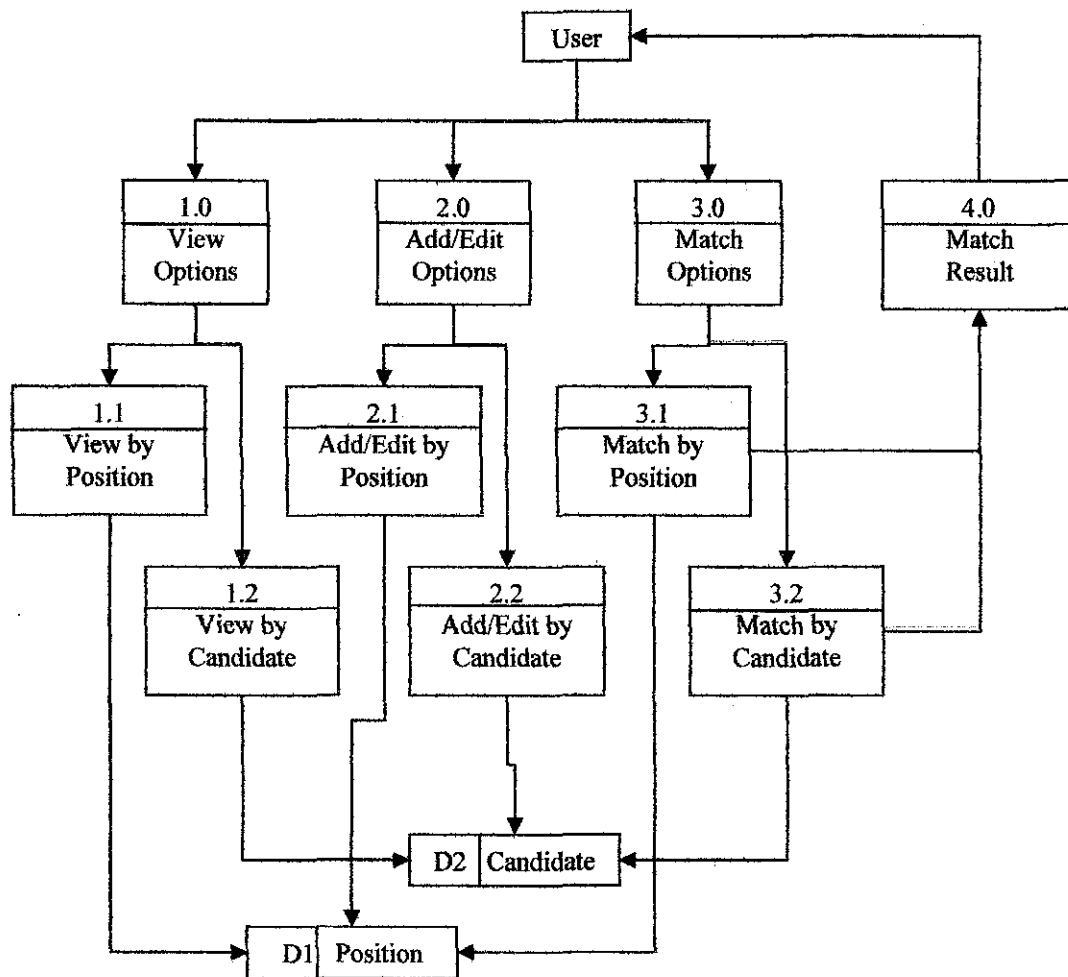 User
1.0
View
Options
2.0
Add/Edit
Options
3.0
Match
Options
4.0
Match
Result
1.1
View by
Position
2.1
Add/Edit by
Position
3.1
Match by
Position
1.2
View by
Candidate
2.2
Add/Edit by
Candidate
3.2
Match by
Candidate
D2 Candidate
D1 Position